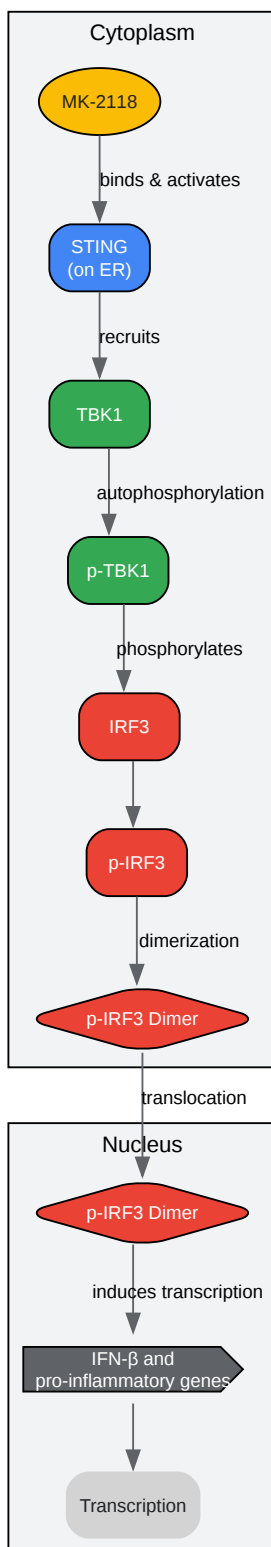 Cytoplasm
MK-2118
binds & activates
STING
(on ER)
recruits
TBK1
autophosphorylation
p-TBK1
phosphorylates
IRF3
p-IRF3
dimerization
p-IRF3 Dimer
translocation
Nucleus
p-IRF3 Dimer
induces transcription
IFN-β and
pro-inflammatory genes
Transcription